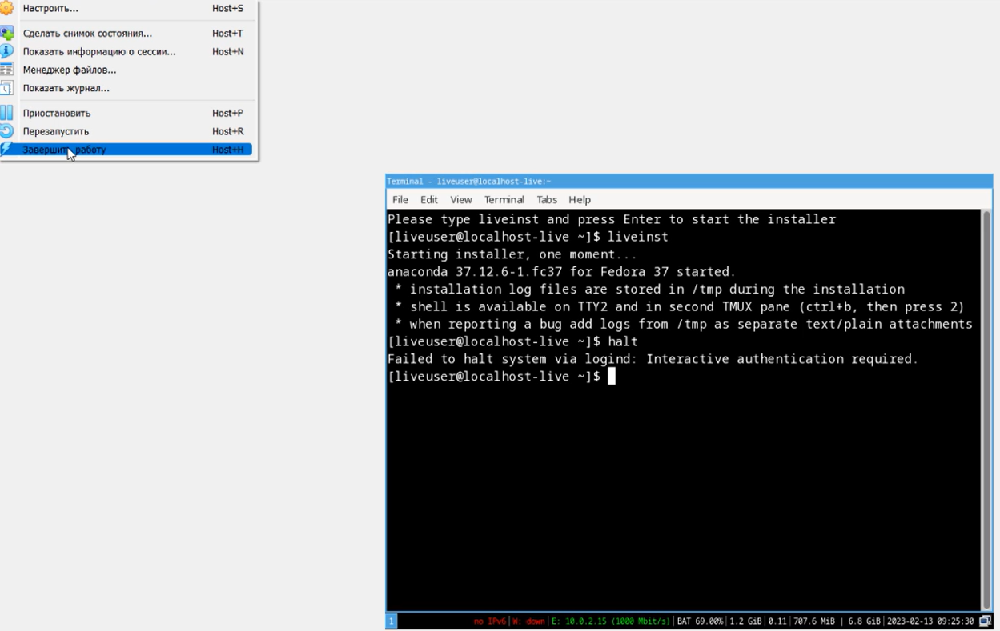 Настроить... Host+S
Сделать снимок состояния... Host+T
Показать информацию о сессии... Host+N
Менеджер файлов...
Показать журнал...
Приостановить Host+P
Перезапустить Host+R
Завершить работу Host+H
Terminal - liveuser@localhost-live:~
File Edit View Terminal Tabs Help
Please type liveinst and press Enter to start the installer
[liveuser@localhost-live ~]$ liveinst
Starting installer, one moment...
anaconda 37.12.6-1.fc37 for Fedora 37 started.
* installation log files are stored in /tmp during the installation
* shell is available on TTY2 and in second TMUX pane (ctrl+b, then press 2)
* when reporting a bug add logs from /tmp as separate text/plain attachments
[liveuser@localhost-live ~]$ halt
Failed to halt system via logind: Interactive authentication required.
[liveuser@localhost-live ~]$
1 no IPv6|W: down|E: 10.0.2.15 (1000 Mbit/s)|BAT 69.00%|1.2 GiB|0.11|707.6 MiB | 6.8 GiB|2023-02-13 09:25:30